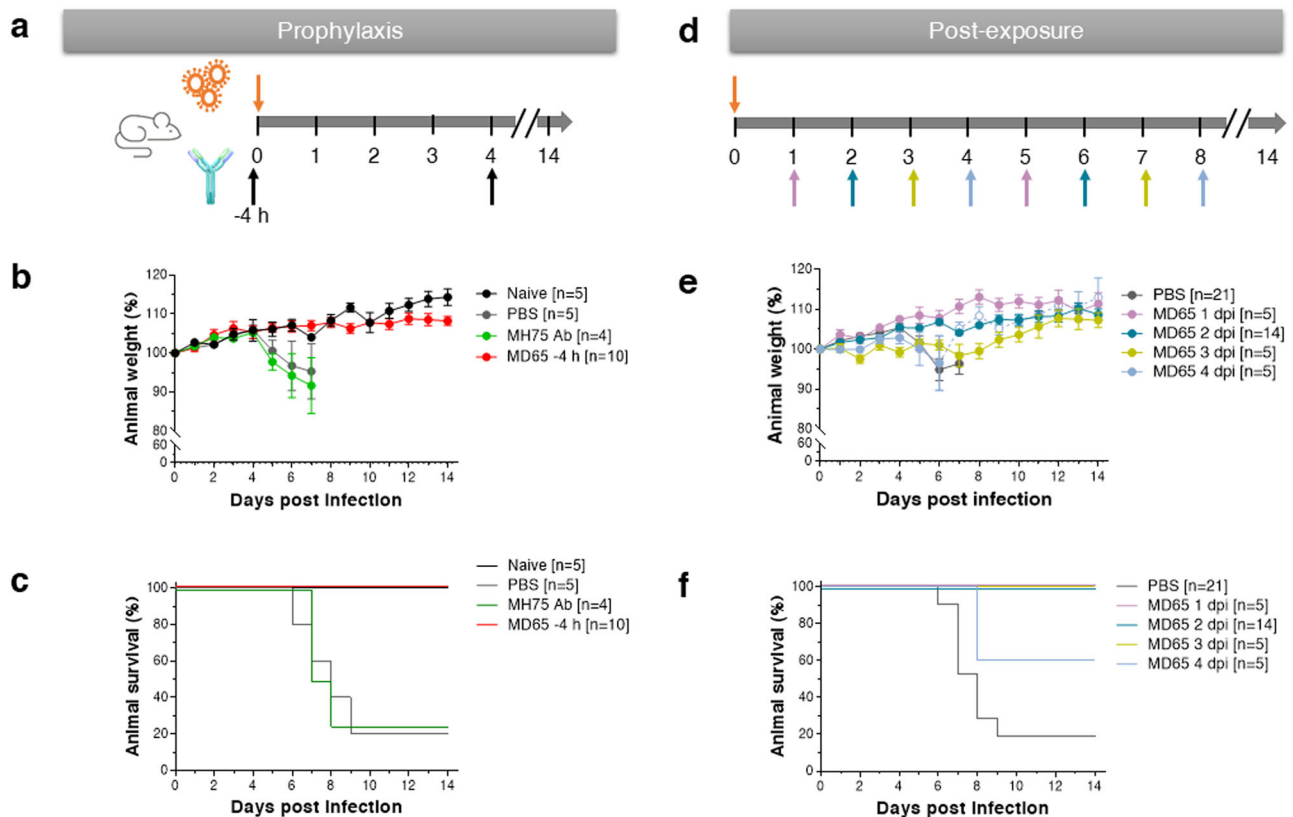 a
Prophylaxis
0 1 2 3 4 14
-4 h
b
120
110
100
90
80
60
0
Animal weight (%)
0 2 4 6 8 10 12 14
Days post infection
Naive [n=5]
PBS [n=5]
MH75 Ab [n=4]
MD65 -4 h [n=10]
c
100
80
60
40
20
0
Animal survival (%)
0 2 4 6 8 10 12 14
Days post infection
Naive [n=5]
PBS [n=5]
MH75 Ab [n=4]
MD65 -4 h [n=10]
d
Post-exposure
0 1 2 3 4 5 6 7 8 14
e
120
110
100
90
80
60
0
Animal weight (%)
0 2 4 6 8 10 12 14
Days post infection
PBS [n=21]
MD65 1 dpi [n=5]
MD65 2 dpi [n=14]
MD65 3 dpi [n=5]
MD65 4 dpi [n=5]
f
100
80
60
40
20
0
Animal survival (%)
0 2 4 6 8 10 12 14
Days post infection
PBS [n=21]
MD65 1 dpi [n=5]
MD65 2 dpi [n=14]
MD65 3 dpi [n=5]
MD65 4 dpi [n=5]